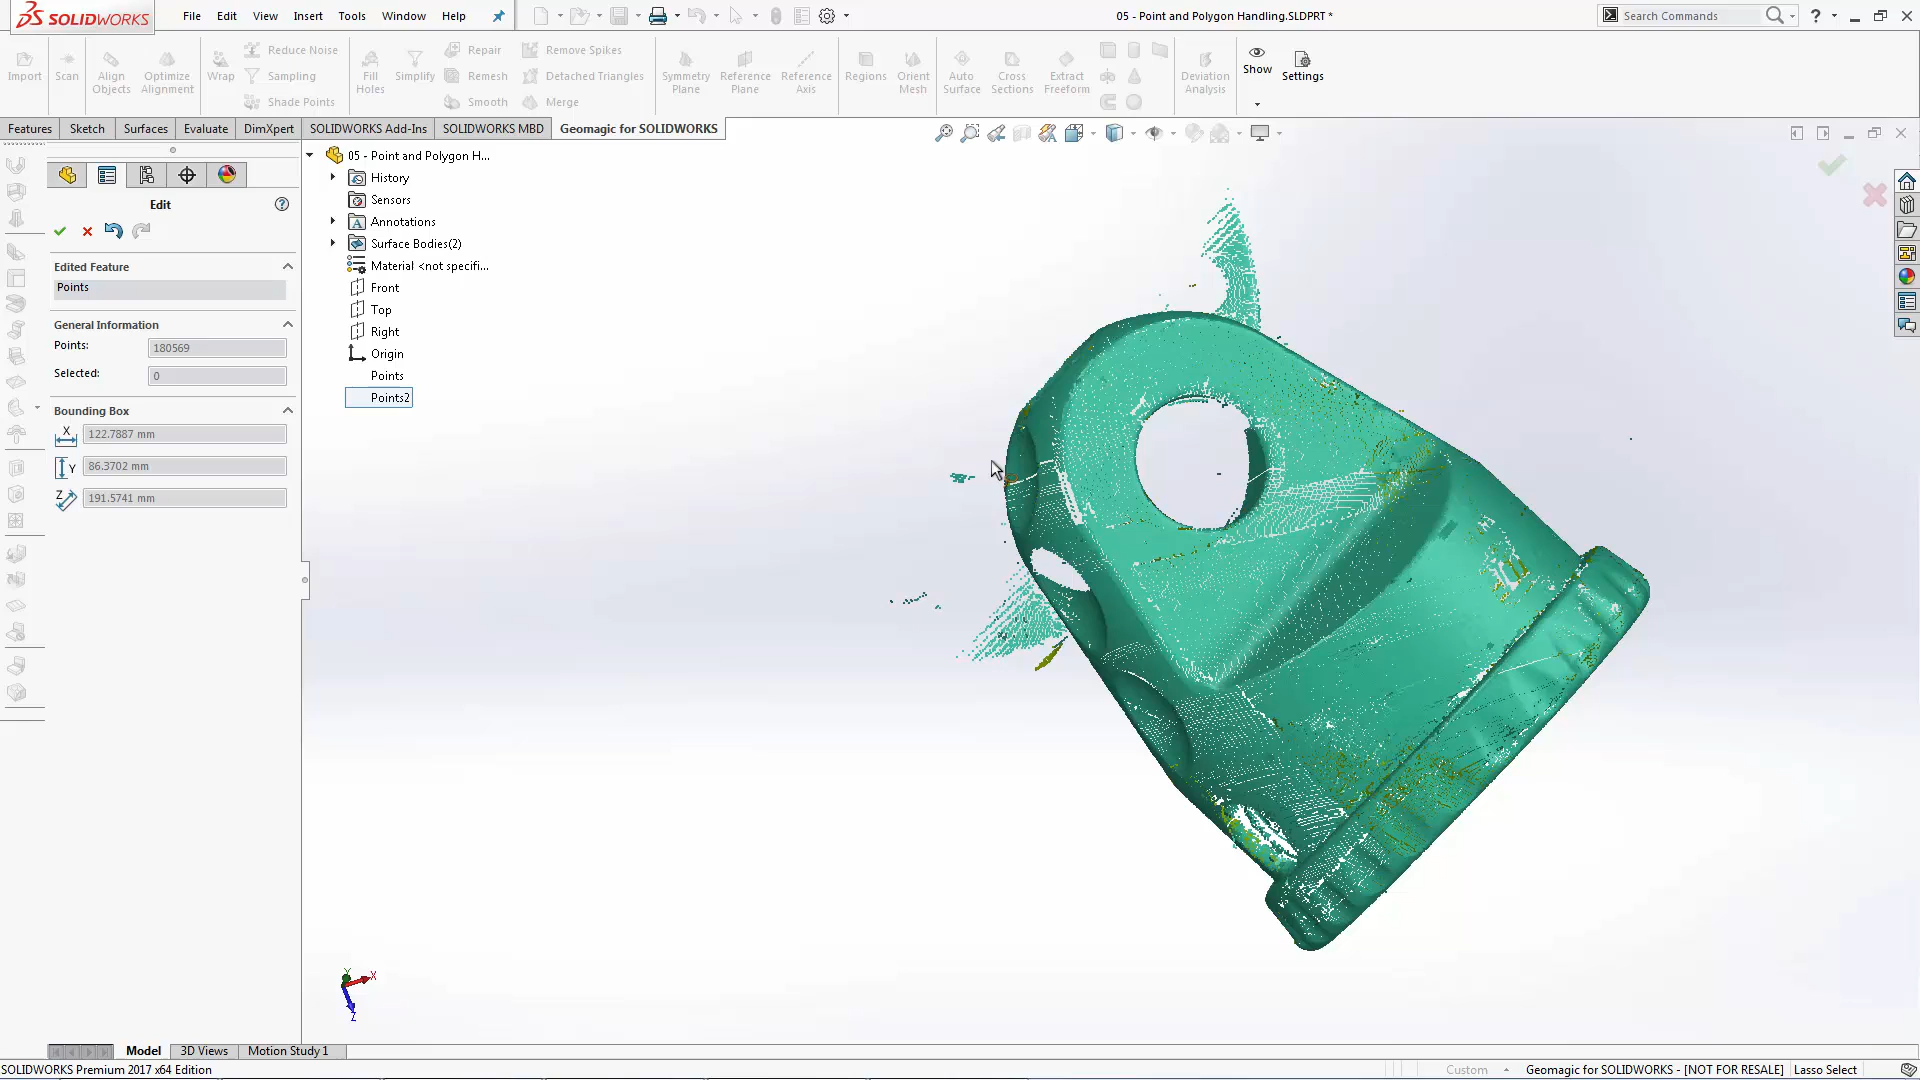 SOLIDWORKS File Edit View Insert Tools Window Help 05 - Point and Polygon Handling.SLDPRT * Search Commands ?
Import Scan Align Objects Optimize Alignment Wrap Reduce Noise Sampling Shade Points Fill Holes Simplify Repair Remesh Smooth Remove Spikes Detached Triangles Merge Symmetry Plane Reference Plane Reference Axis Regions Orient Mesh Auto Surface Cross Sections Extract Freeform Deviation Analysis Show Settings
Features Sketch Surfaces Evaluate DimXpert SOLIDWORKS Add-Ins SOLIDWORKS MBD Geomagic for SOLIDWORKS
Edit
Edited Feature
Points
General Information
Points: 180569
Selected: 0
Bounding Box
X 122.7887 mm
Y 86.3702 mm
Z 191.5741 mm
05 - Point and Polygon H...
History
Sensors
Annotations
Surface Bodies(2)
Material <not specifi...
Front
Top
Right
Origin
Points
Points2
Y
X
Z
Model 3D Views Motion Study 1
SOLIDWORKS Premium 2017 x64 Edition Custom Geomagic for SOLIDWORKS - [NOT FOR RESALE] Lasso Select